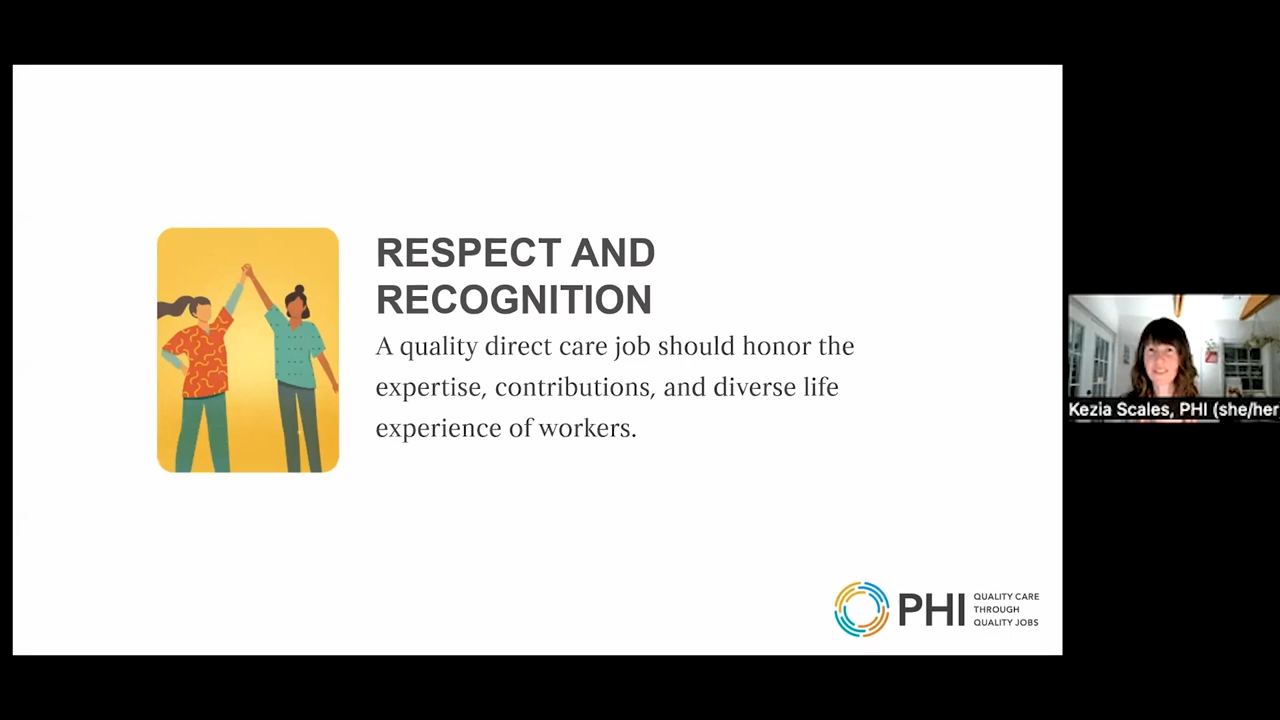 RESPECT AND
RECOGNITION
A quality direct care job should honor the
expertise, contributions, and diverse life
experience of workers.
Kezia Scales, PHI (she/her
PHI
QUALITY CARE
THROUGH
QUALITY JOBS